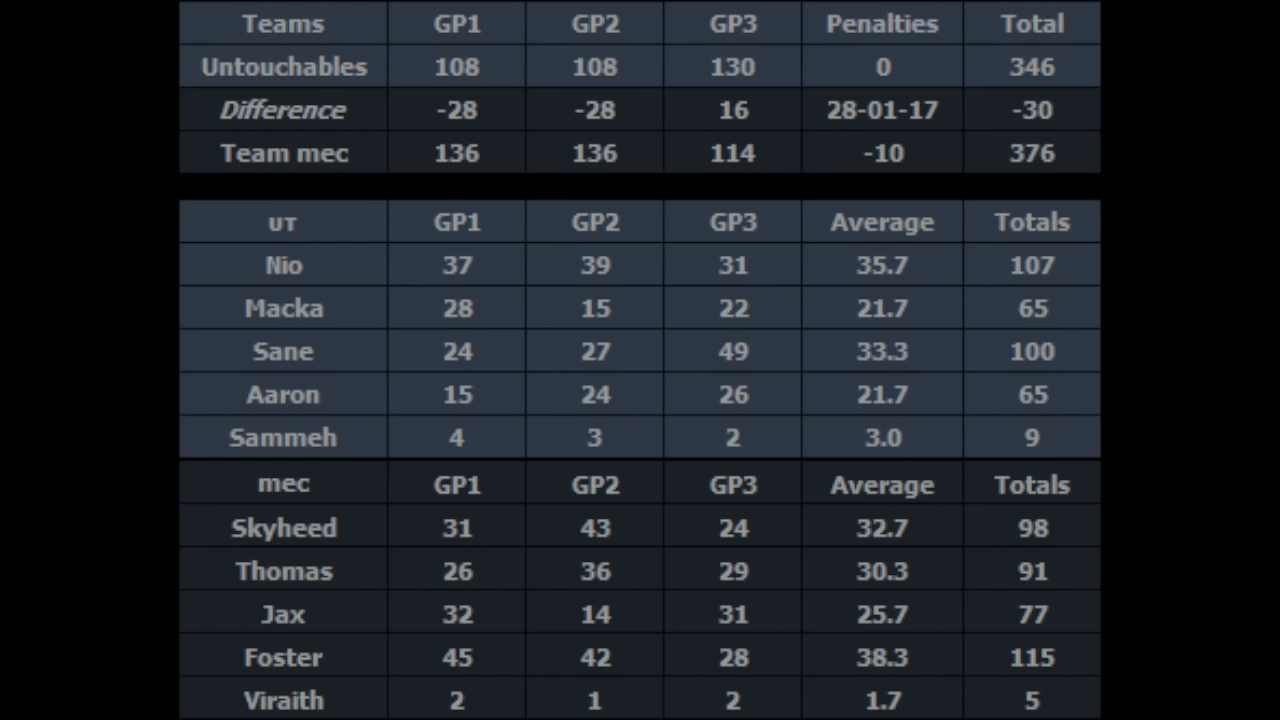 Teams GP1 GP2 GP3 Penalties Total
Untouchables 108 108 130 0 346
Difference -28 -28 16 28-01-17 -30
Team mec 136 136 114 -10 376
UT GP1 GP2 GP3 Average Totals
Nio 37 39 31 35.7 107
Macka 28 15 22 21.7 65
Sane 24 27 49 33.3 100
Aaron 15 24 26 21.7 65
Sammeh 4 3 2 3.0 9
mec GP1 GP2 GP3 Average Totals
Skyheed 31 43 24 32.7 98
Thomas 26 36 29 30.3 91
Jax 32 14 31 25.7 77
Foster 45 42 28 38.3 115
Viraith 2 1 2 1.7 5